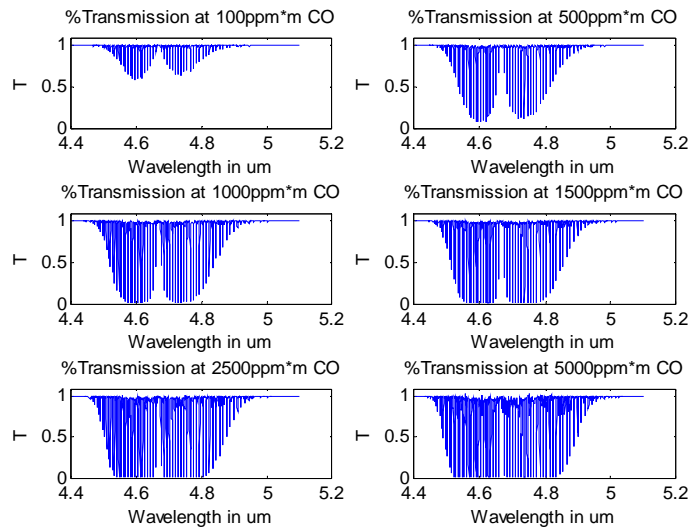 %Transmission at 100ppm*m CO
1
0.5
0
T
4.4 4.6 4.8 5 5.2
Wavelength in um
%Transmission at 500ppm*m CO
1
0.5
0
T
4.4 4.6 4.8 5 5.2
Wavelength in um
%Transmission at 1000ppm*m CO
1
0.5
0
T
4.4 4.6 4.8 5 5.2
Wavelength in um
%Transmission at 1500ppm*m CO
1
0.5
0
T
4.4 4.6 4.8 5 5.2
Wavelength in um
%Transmission at 2500ppm*m CO
1
0.5
0
T
4.4 4.6 4.8 5 5.2
Wavelength in um
%Transmission at 5000ppm*m CO
1
0.5
0
T
4.4 4.6 4.8 5 5.2
Wavelength in um